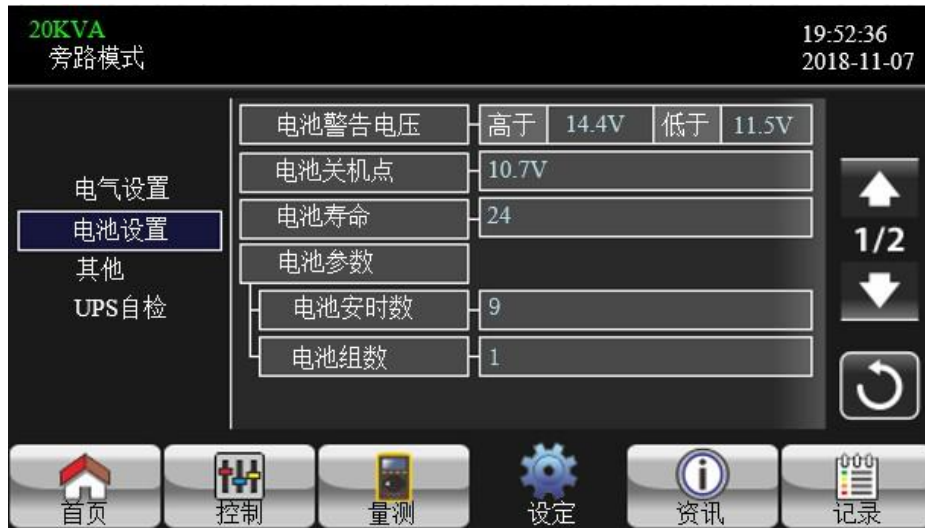 20KVA
旁路模式
19:52:36
2018-11-07
电气设置
电池设置
其他
UPS自检
电池警告电压 高于 14.4V 低于 11.5V
电池关机点 10.7V
电池寿命 24
电池参数
电池安时数 9
电池组数 1
1/2
首页 控制 量测 设定 资讯 记录